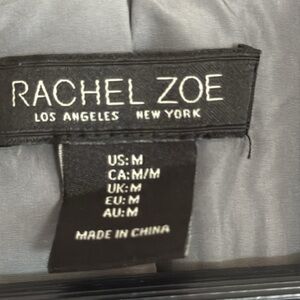 RACHEL ZOE
LOS ANGELES NEW YORK
US: M
CA: M/M
UK: M
EU: M
AU: M
MADE IN CHINA